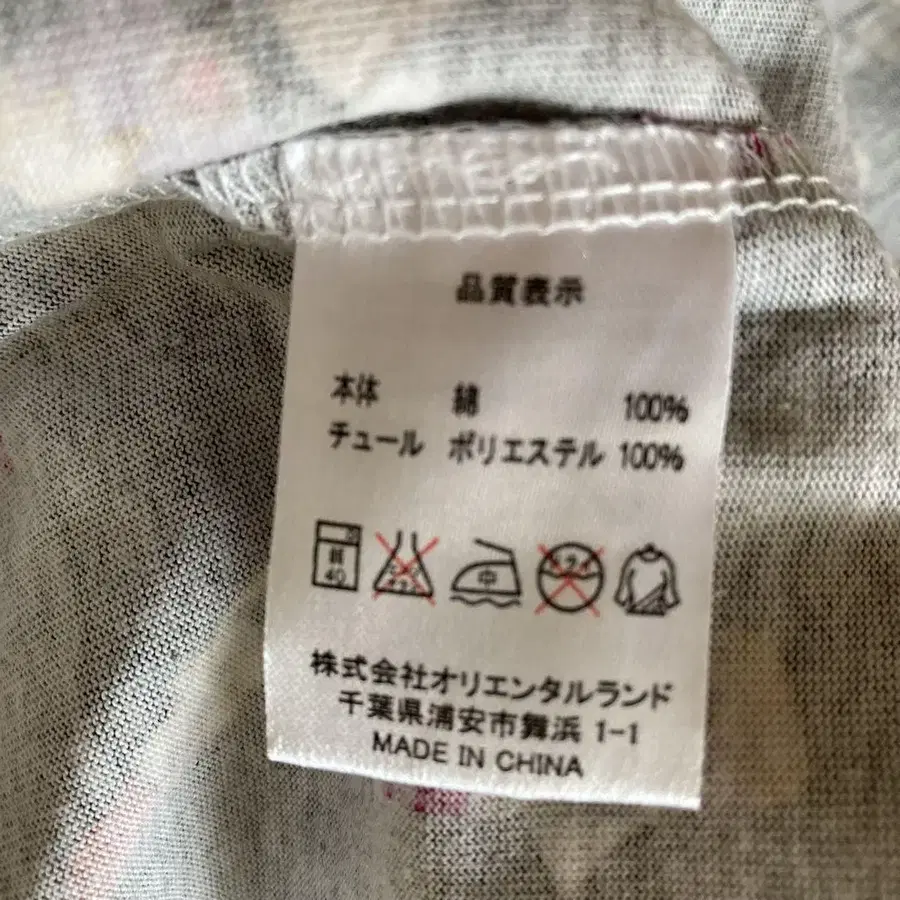 品質表示
本体 綿 100%
チュール ポリエステル 100%
40
中
株式会社オリエンタルランド
千葉県浦安市舞浜 1-1
MADE IN CHINA